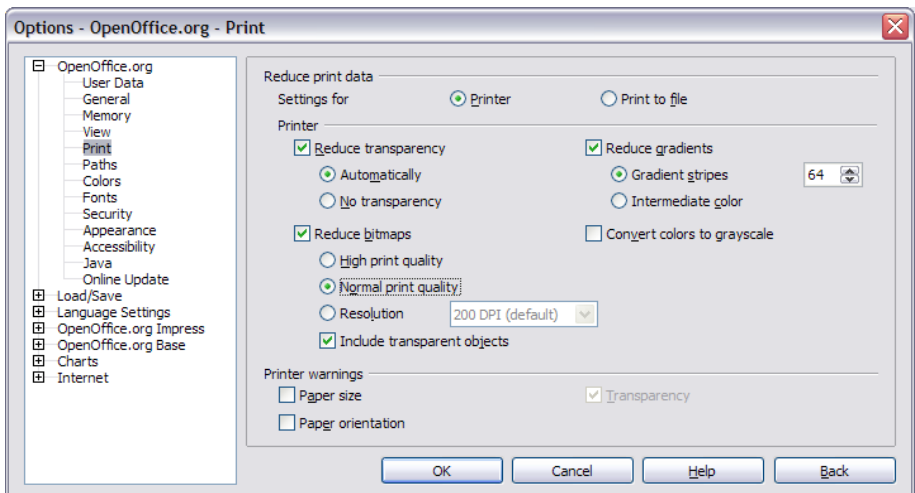 Options - OpenOffice.org - Print
OpenOffice.org
User Data
General
Memory
View
Print
Paths
Colors
Fonts
Security
Appearance
Accessibility
Java
Online Update
Load/Save
Language Settings
OpenOffice.org Impress
OpenOffice.org Base
Charts
Internet
Reduce print data
Settings for Printer Print to file
Printer
Reduce transparency Reduce gradients
Automatically Gradient stripes 64
No transparency Intermediate color
Reduce bitmaps Convert colors to grayscale
High print quality
Normal print quality
Resolution 200 DPI (default)
Include transparent objects
Printer warnings
Paper size Transparency
Paper orientation
OK Cancel Help Back